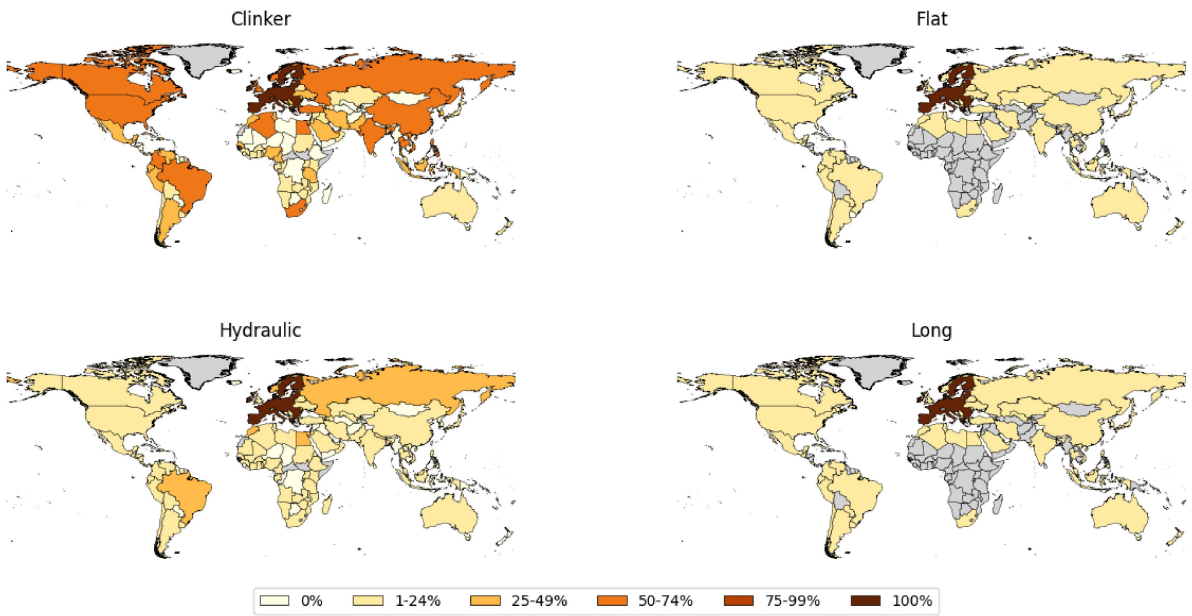 Clinker
Flat
Hydraulic
Long
0%
1-24%
25-49%
50-74%
75-99%
100%